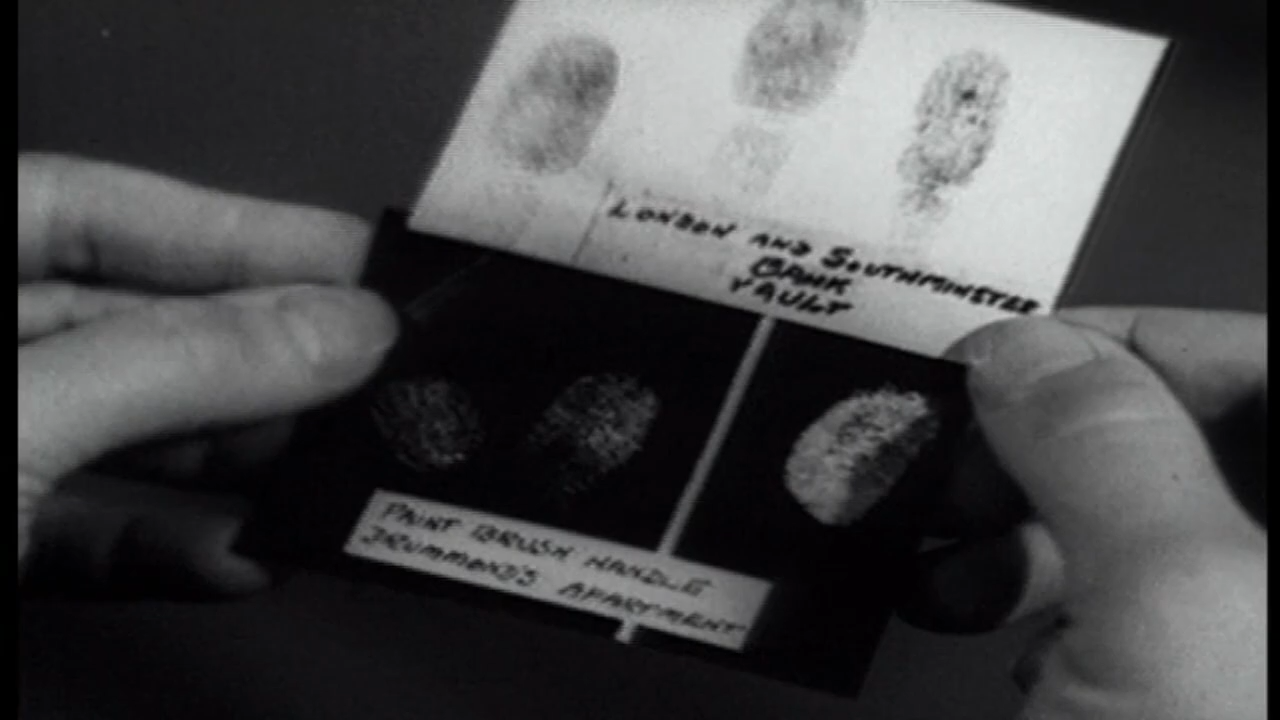 LONDON AND SOUTHMINSTER
BANK
VAULT
PAINT BRUSH HANDLE
DRUMMOND'S APARTMENT